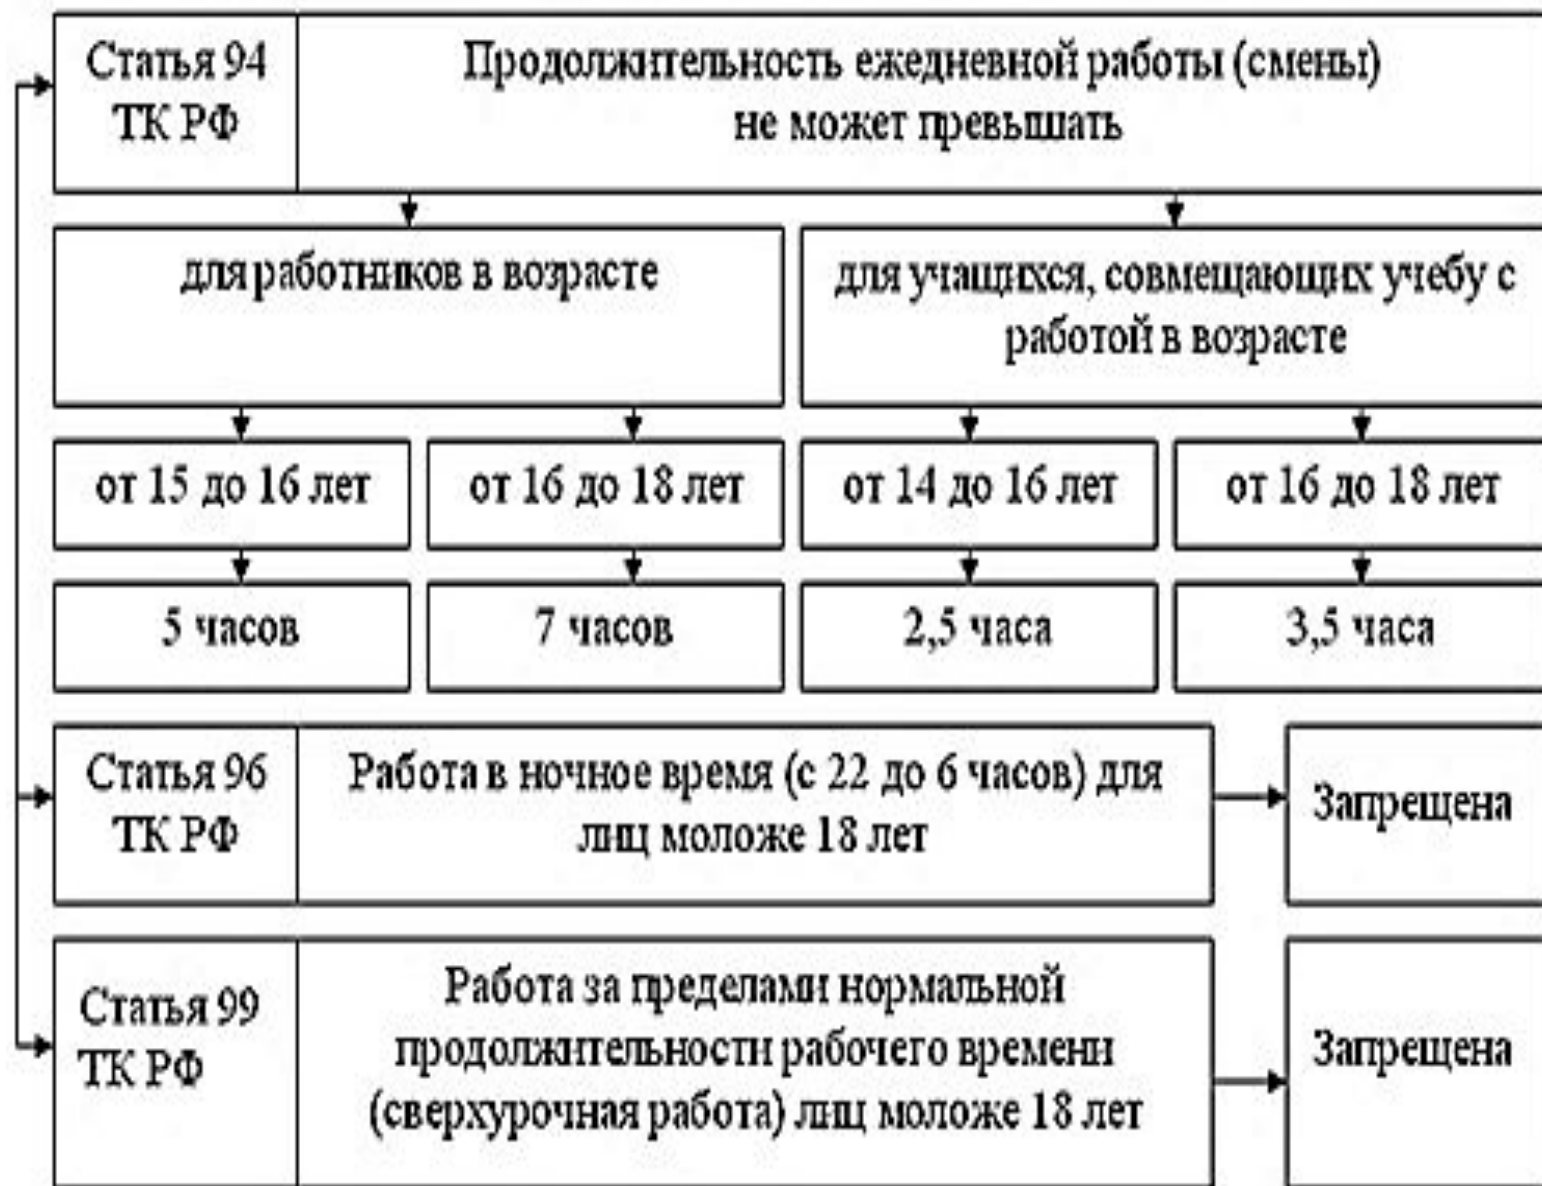 Статья 94
ТК РФ
Продолжительность ежедневной работы (смены)
не может превышать
для работников в возрасте
для учащихся, совмещающих учебу с
работой в возрасте
от 15 до 16 лет
от 16 до 18 лет
от 14 до 16 лет
от 16 до 18 лет
5 часов
7 часов
2,5 часа
3,5 часа
Статья 96
ТК РФ
Работа в ночное время (с 22 до 6 часов) для
лиц моложе 18 лет
Запрещена
Статья 99
ТК РФ
Работа за пределами нормальной
продолжительности рабочего времени
(сверхурочная работа) лиц моложе 18 лет
Запрещена